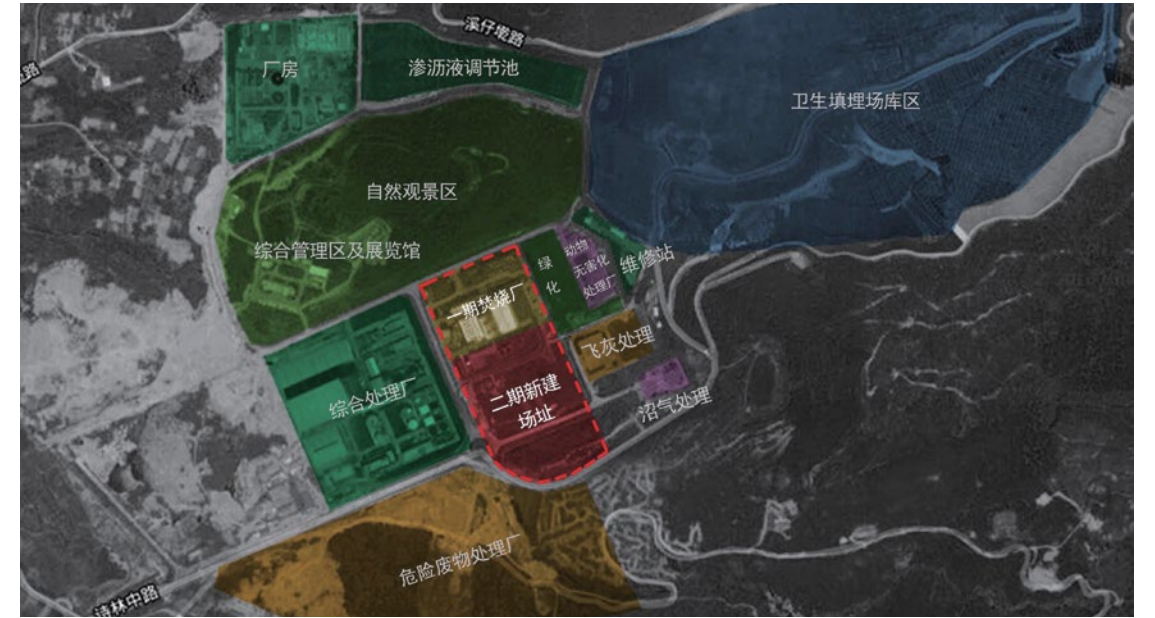 溪仔墘路
厂房
渗沥液调节池
卫生填埋场库区
自然观景区
综合管理区及展览馆
绿
化
动物
无害化
处理厂
维修站
一期焚烧厂
飞灰处理
二期新建
场址
沼气处理
综合处理厂
危险废物处理厂
诗林中路